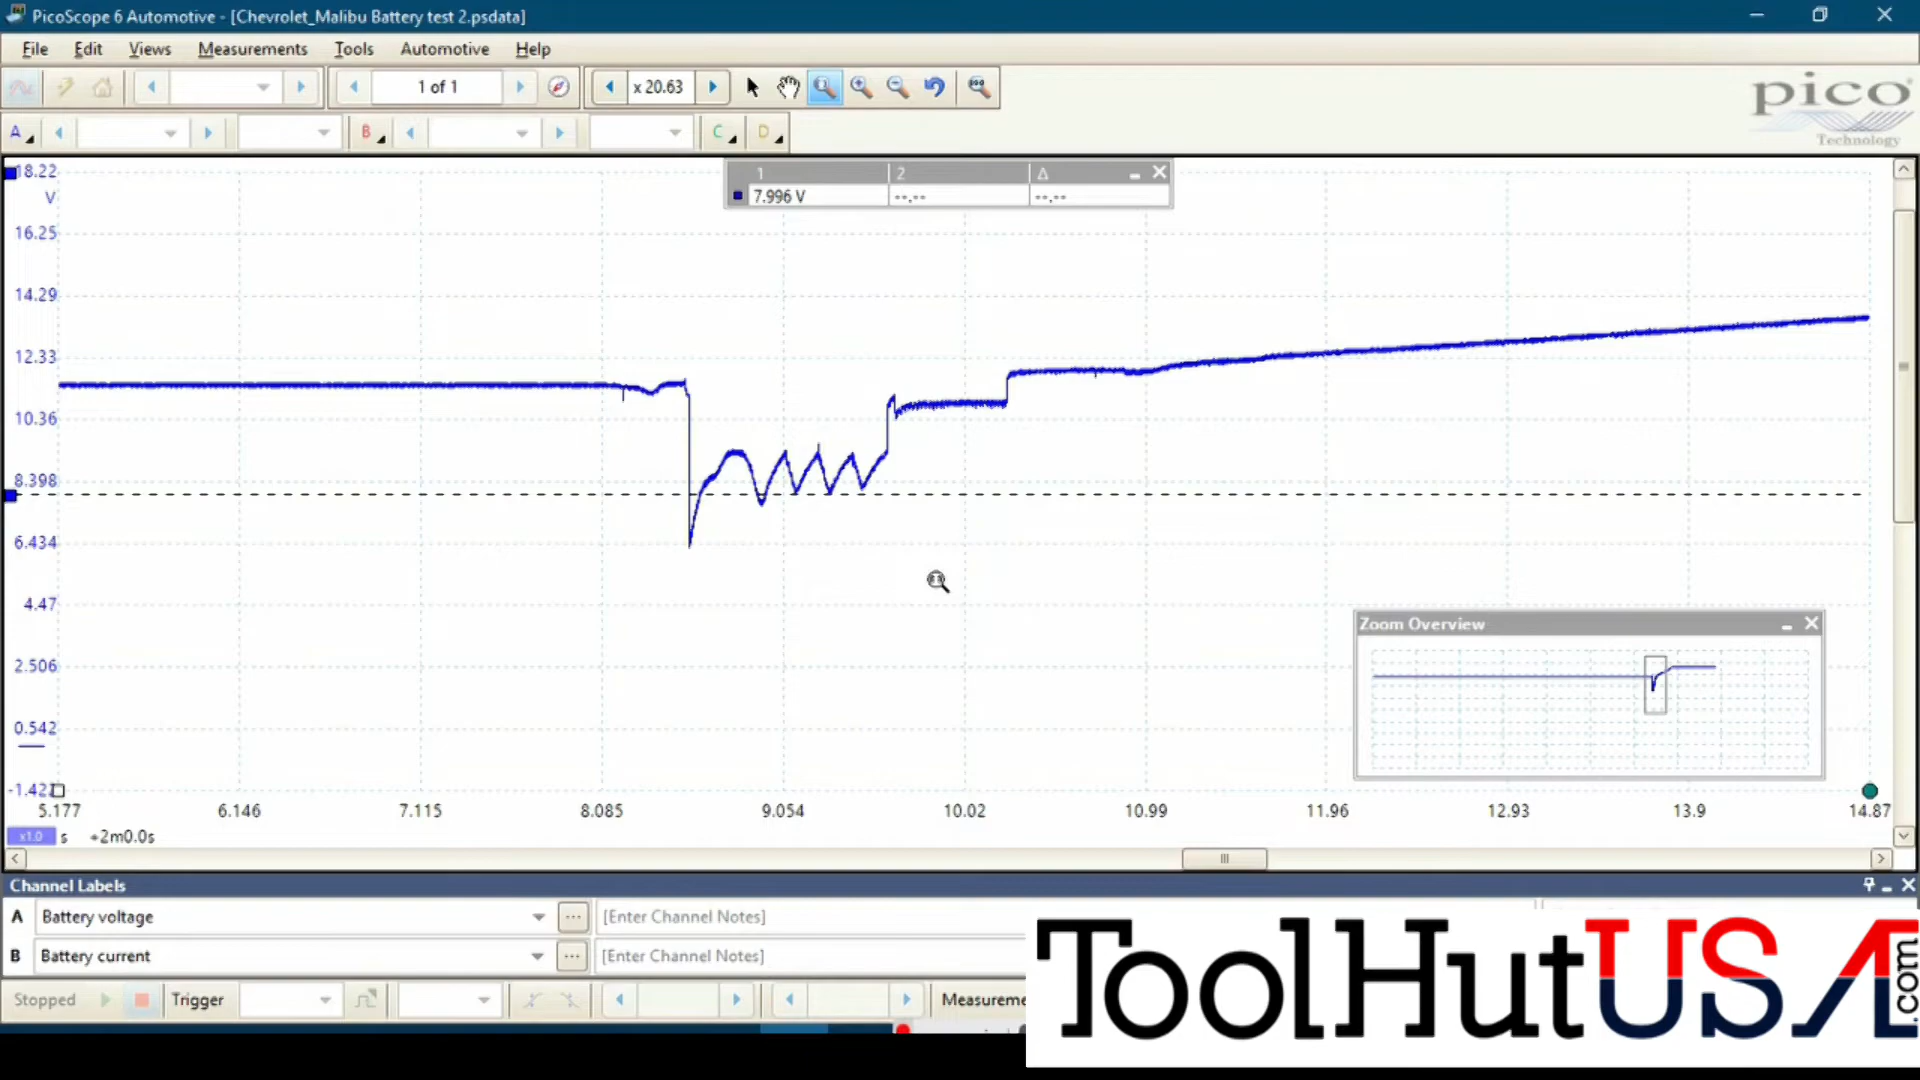 PicoScope 6 Automotive - [Chevrolet_Malibu Battery test 2.psdata]
File Edit Views Measurements Tools Automotive Help
1 of 1 x 20.63
pico
Technology
A B C D
1 2 Δ
7.996 V --.-- --.--
18.22
V
16.25
14.29
12.33
10.36
8.398
6.434
4.47
2.506
0.542
-1.422
Zoom Overview
5.177 6.146 7.115 8.085 9.054 10.02 10.99 11.96 12.93 13.9 14.87
x1.0 s +2m0.0s
Channel Labels
A Battery voltage ... [Enter Channel Notes]
B Battery current ... [Enter Channel Notes]
Stopped Trigger Measureme
ToolHutUSA.com